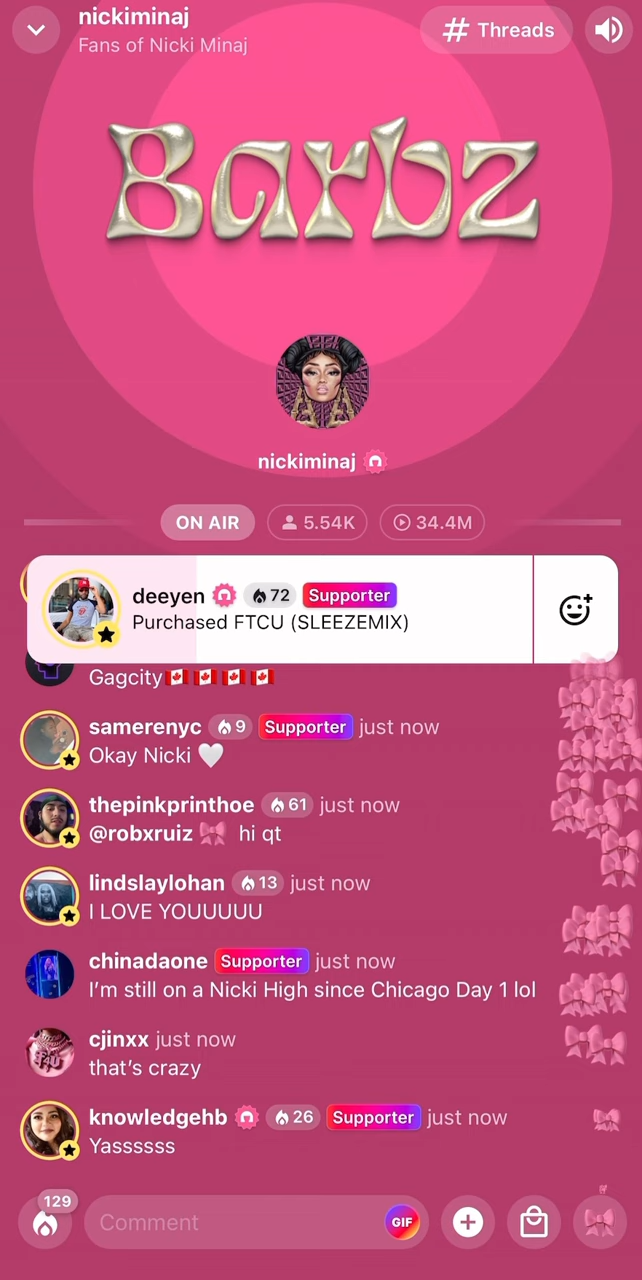 nickiminaj
Fans of Nicki Minaj
# Threads
Barbz
nickiminaj
ON AIR
5.54K
34.4M
deeyen 72 Supporter
Purchased FTCU (SLEEZEMIX)
Gagcity🇨🇦🇨🇦🇨🇦🇨🇦
samerenyc 9 Supporter just now
Okay Nicki 🤍
thepinkprinthoe 61 just now
@robxruiz 🎀 hi qt
lindslaylohan 13 just now
I LOVE YOUUUUU
chinadaone Supporter just now
I’m still on a Nicki High since Chicago Day 1 lol
cjinxx just now
that’s crazy
knowledgehb 26 Supporter just now
Yassssss
129
Comment
GIF